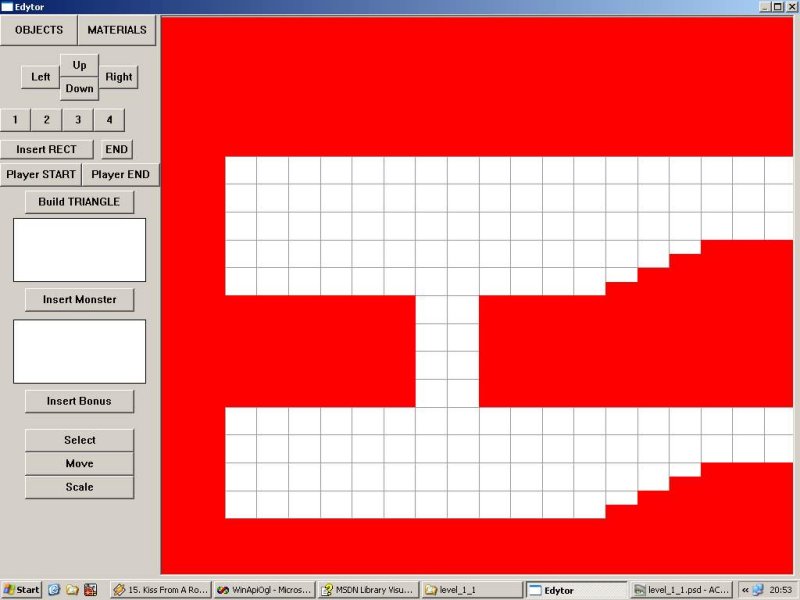 Edytor
OBJECTS MATERIALS
Up
Left Right
Down
1 2 3 4
Insert RECT END
Player START Player END
Build TRIANGLE
Insert Monster
Insert Bonus
Select
Move
Scale
Start 15. Kiss From A Ro... WinApiOgl - Micros... MSDN Library Visu... level_1_1 Edytor level_1_1.psd - AC... « 20:53